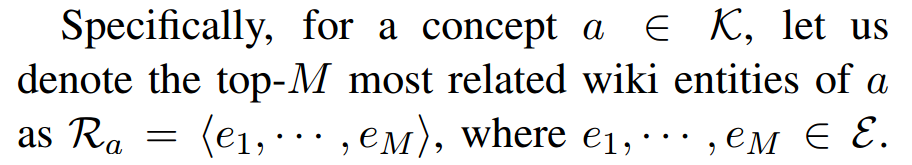 Specifically, for a concept $a \in \mathcal{K}$, let us
denote the top-$M$ most related wiki entities of $a$
as $\mathcal{R}_a = \langle e_1, \cdots, e_M \rangle$, where $e_1, \cdots, e_M \in \mathcal{E}$.